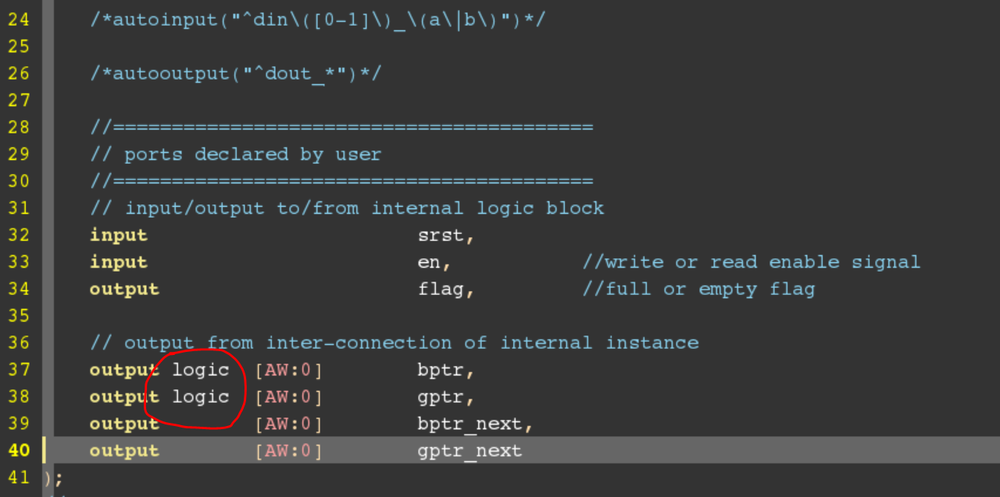 24 /*autoinput("^din\([0-1]\)_\(a\|b\)")*/
25
26 /*autooutput("^dout_*")*/
27
28 //=========================================
29 // ports declared by user
30 //=========================================
31 // input/output to/from internal logic block
32 input srst,
33 input en, //write or read enable signal
34 output flag, //full or empty flag
35
36 // output from inter-connection of internal instance
37 output logic [AW:0] bptr,
38 output logic [AW:0] gptr,
39 output [AW:0] bptr_next,
40 output [AW:0] gptr_next
41 );